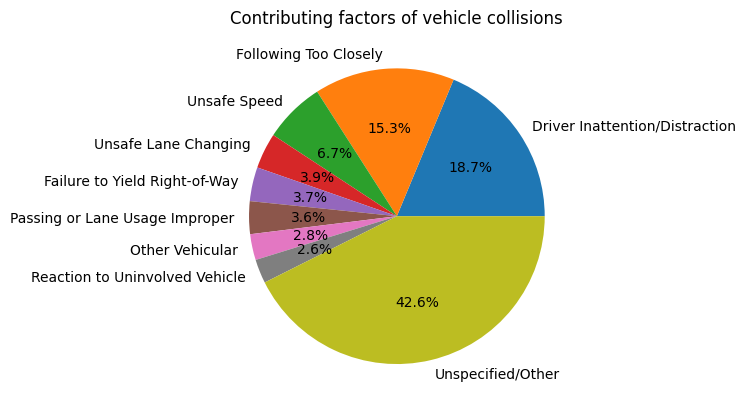 Contributing factors of vehicle collisions
Following Too Closely
Unsafe Speed
Driver Inattention/Distraction
15.3%
Unsafe Lane Changing
6.7%
18.7%
3.9%
Failure to Yield Right-of-Way
3.7%
Passing or Lane Usage Improper
3.6%
2.8%
Other Vehicular
2.6%
Reaction to Uninvolved Vehicle
42.6%
Unspecified/Other